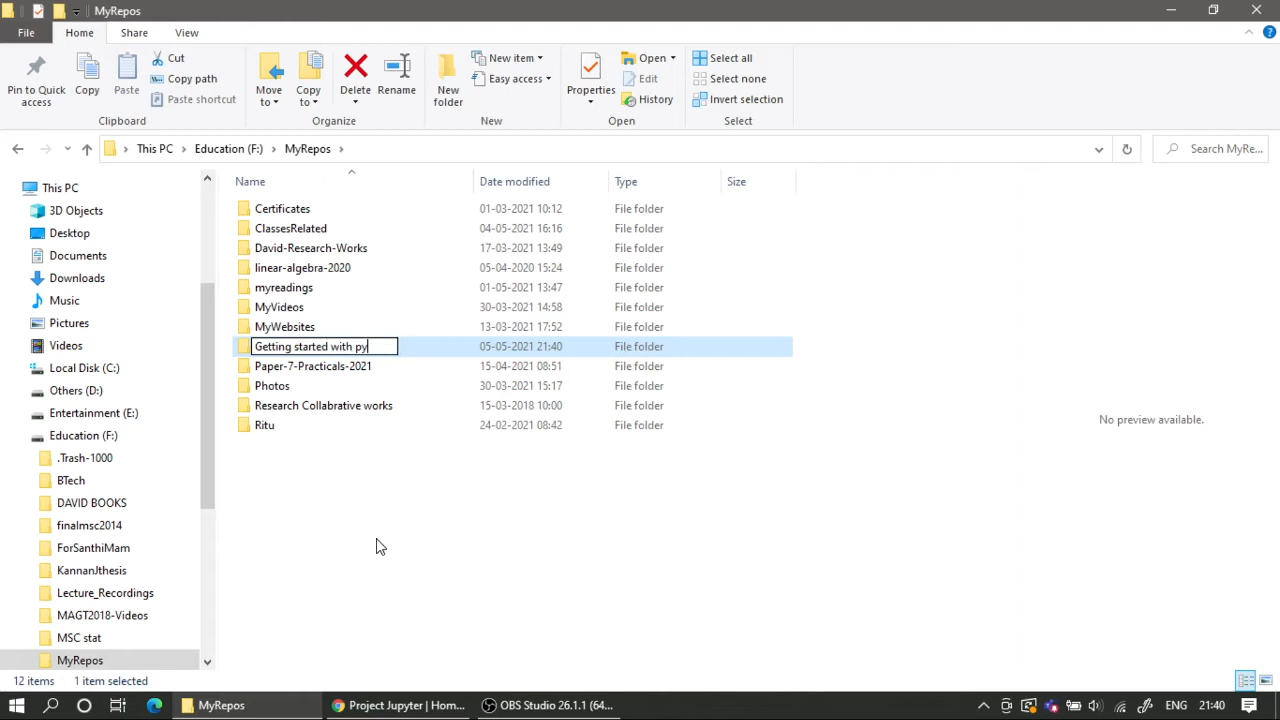 MyRepos
File
Home
Share
View
Pin to Quick access
Copy
Paste
Cut
Copy path
Paste shortcut
Clipboard
Move to
Copy to
Delete
Rename
Organize
New folder
New item
Easy access
New
Properties
Open
Edit
History
Open
Select all
Select none
Invert selection
Select
This PC
Education (F:)
MyRepos
Search MyRe...
This PC
3D Objects
Desktop
Documents
Downloads
Music
Pictures
Videos
Local Disk (C:)
Others (D:)
Entertainment (E:)
Education (F:)
.Trash-1000
BTech
DAVID BOOKS
finalmsc2014
ForSanthiMam
KannanJthesis
Lecture_Recordings
MAGT2018-Videos
MSC stat
MyRepos
Name Date modified Type Size
Certificates 01-03-2021 10:12 File folder
ClassesRelated 04-05-2021 16:16 File folder
David-Research-Works 17-03-2021 13:49 File folder
linear-algebra-2020 05-04-2020 15:24 File folder
myreadings 01-05-2021 13:47 File folder
MyVideos 30-03-2021 14:58 File folder
MyWebsites 13-03-2021 17:52 File folder
Getting started with py 05-05-2021 21:40 File folder
Paper-7-Practicals-2021 15-04-2021 08:51 File folder
Photos 30-03-2021 15:17 File folder
Research Collabrative works 15-03-2018 10:00 File folder
Ritu 24-02-2021 08:42 File folder
No preview available.
12 items 1 item selected
MyRepos
Project Jupyter | Hom...
OBS Studio 26.1.1 (64...
ENG 21:40